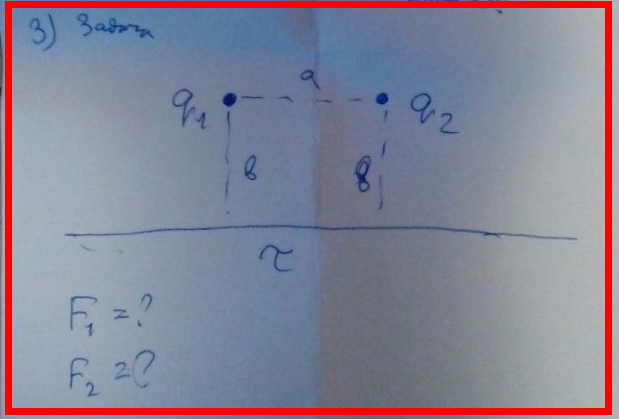 3) Задача
a
q₁ q₂
в в
τ
F₁ = ?
F₂ = ?